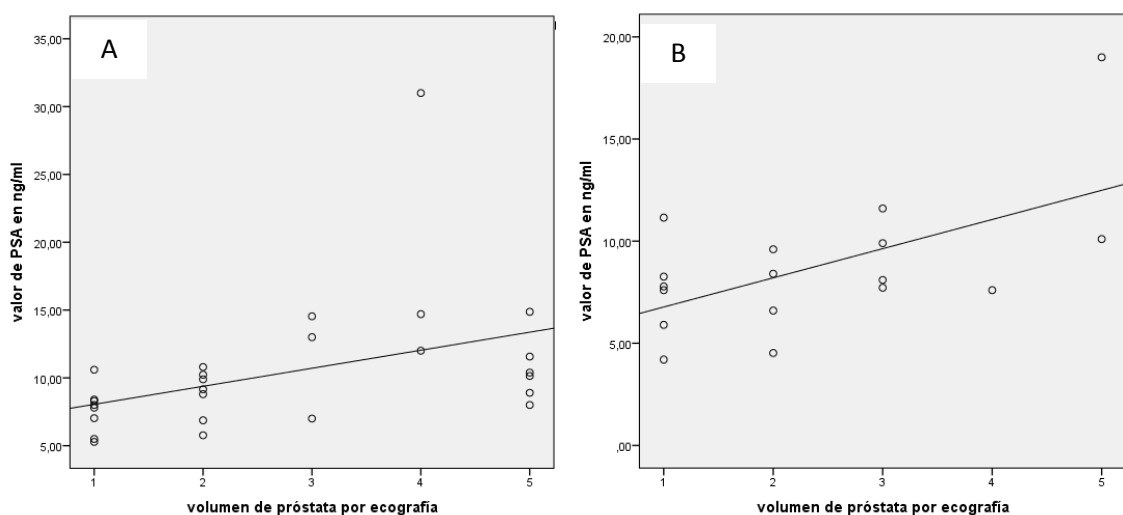 A
35,00
30,00
25,00
20,00
15,00
10,00
5,00
valor de PSA en ng/ml
1 2 3 4 5
volumen de próstata por ecografía
B
20,00
15,00
10,00
5,00
,00
valor de PSA en ng/ml
1 2 3 4 5
volumen de próstata por ecografía